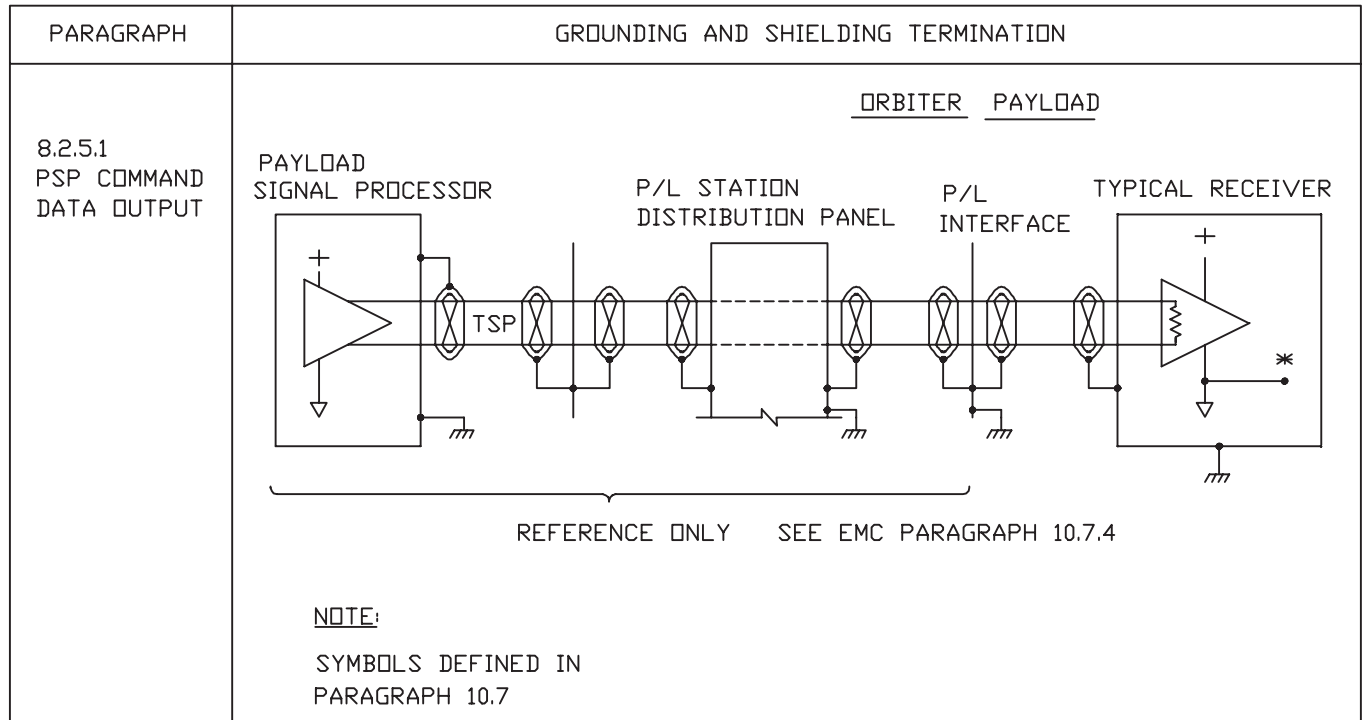 PARAGRAPH
GROUNDING AND SHIELDING TERMINATION
ORBITER PAYLOAD
8.2.5.1
PSP COMMAND
DATA OUTPUT
PAYLOAD
SIGNAL PROCESSOR
P/L STATION
DISTRIBUTION PANEL
P/L
INTERFACE
TYPICAL RECEIVER
+
+
TSP
*
REFERENCE ONLY SEE EMC PARAGRAPH 10.7.4
NOTE:
SYMBOLS DEFINED IN
PARAGRAPH 10.7